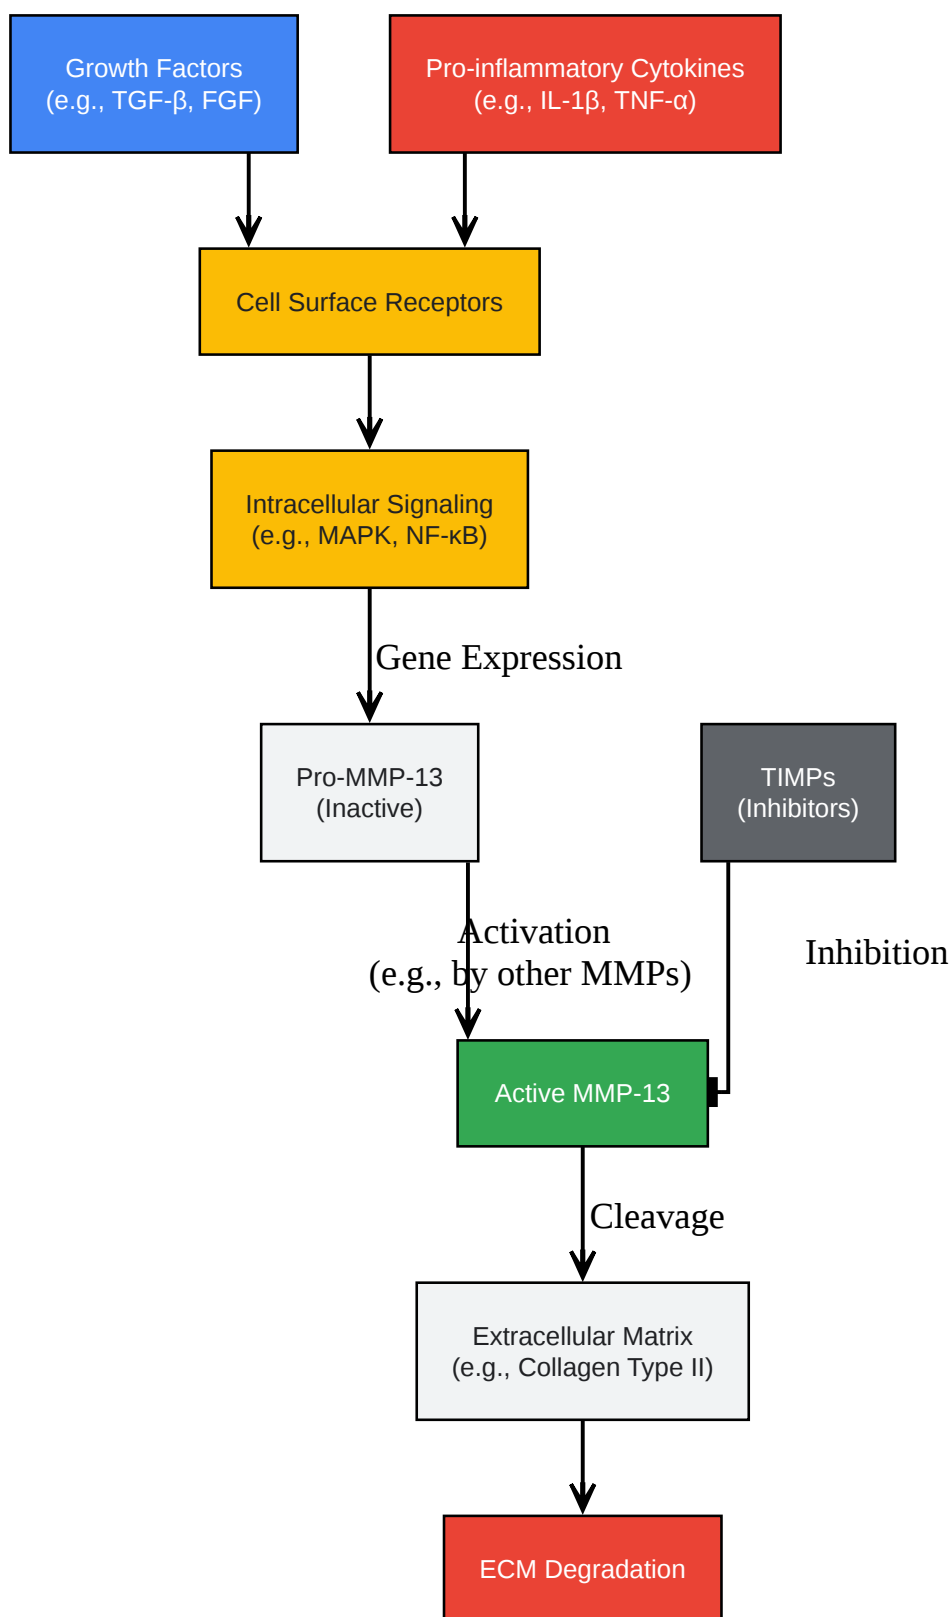 Growth Factors
(e.g., TGF-β, FGF)
Pro-inflammatory Cytokines
(e.g., IL-1β, TNF-α)
Cell Surface Receptors
Intracellular Signaling
(e.g., MAPK, NF-κB)
Gene Expression
Pro-MMP-13
(Inactive)
TIMPs
(Inhibitors)
Activation
(e.g., by other MMPs)
Inhibition
Active MMP-13
Cleavage
Extracellular Matrix
(e.g., Collagen Type II)
ECM Degradation